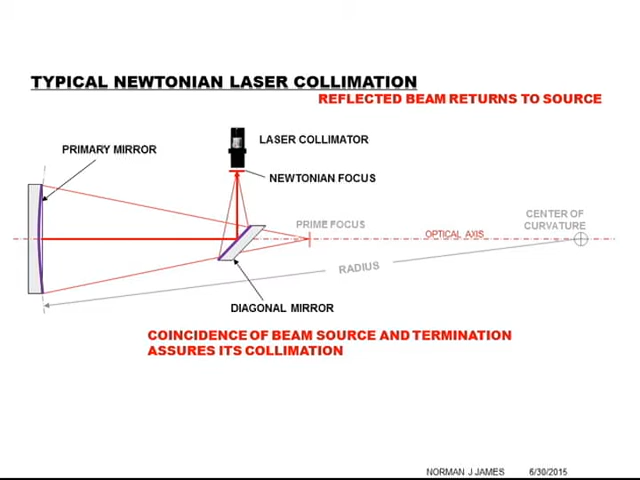 TYPICAL NEWTONIAN LASER COLLIMATION
REFLECTED BEAM RETURNS TO SOURCE
LASER COLLIMATOR
PRIMARY MIRROR
NEWTONIAN FOCUS
CENTER OF
CURVATURE
PRIME FOCUS
OPTICAL AXIS
RADIUS
DIAGONAL MIRROR
COINCIDENCE OF BEAM SOURCE AND TERMINATION
ASSURES ITS COLLIMATION
NORMAN J JAMES 6/30/2015